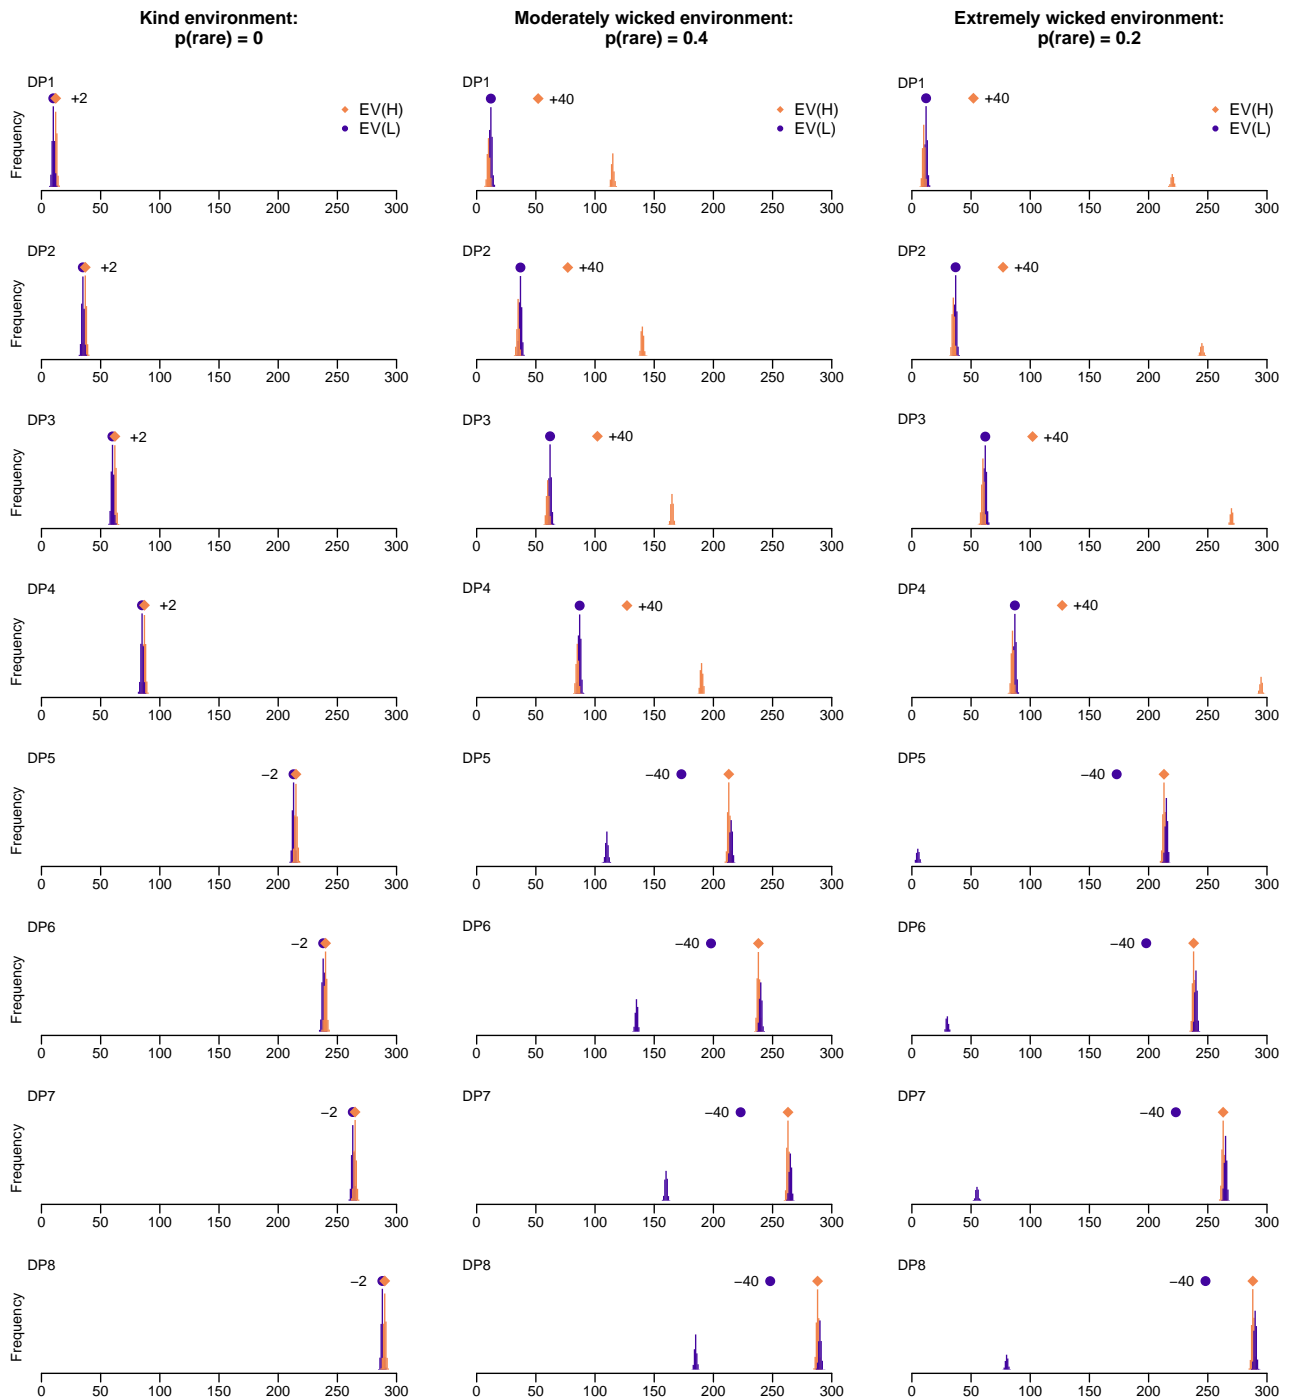 Kind environment:
p(rare) = 0
Moderately wicked environment:
p(rare) = 0.4
Extremely wicked environment:
p(rare) = 0.2
DP1 DP1 DP1
+2 +40 +40
EV(H) EV(H)  EV(H)
EV(L) EV(L) EV(L)
Frequency
0 50 100 150 200 250 300 0 50 100 150 200 250 300 0 50 100 150 200 250 300
DP2 DP2 DP2
+2 +40 +40
Frequency
0 50 100 150 200 250 300 0 50 100 150 200 250 300 0 50 100 150 200 250 300
DP3 DP3 DP3
+2 +40 +40
Frequency
0 50 100 150 200 250 300 0 50 100 150 200 250 300 0 50 100 150 200 250 300
DP4 DP4 DP4
+2 +40 +40
Frequency
0 50 100 150 200 250 300 0 50 100 150 200 250 300 0 50 100 150 200 250 300
DP5 DP5 DP5
−2 −40 −40
Frequency
0 50 100 150 200 250 300 0 50 100 150 200 250 300 0 50 100 150 200 250 300
DP6 DP6 DP6
−2 −40 −40
Frequency
0 50 100 150 200 250 300 0 50 100 150 200 250 300 0 50 100 150 200 250 300
DP7 DP7 DP7
−2 −40 −40
Frequency
0 50 100 150 200 250 300 0 50 100 150 200 250 300 0 50 100 150 200 250 300
DP8 DP8 DP8
−2 −40 −40
Frequency
0 50 100 150 200 250 300 0 50 100 150 200 250 300 0 50 100 150 200 250 300